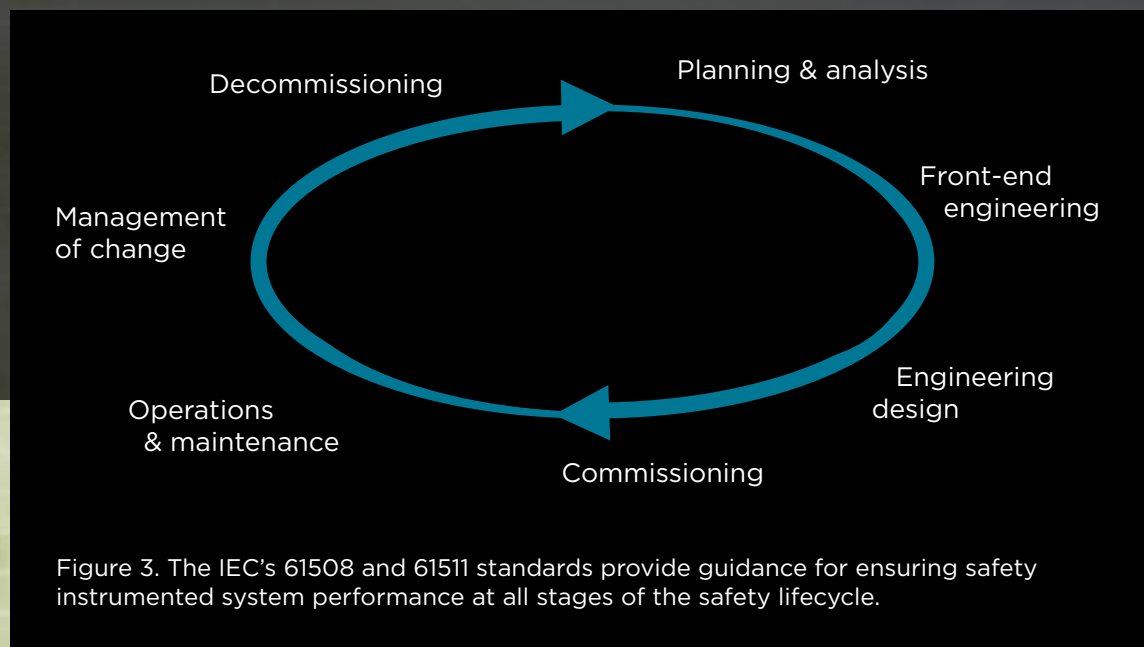 Decommissioning
Planning & analysis
Front-end
engineering
Management
of change
Engineering
design
Operations
& maintenance
Commissioning
Figure 3. The IEC's 61508 and 61511 standards provide guidance for ensuring safety
instrumented system performance at all stages of the safety lifecycle.